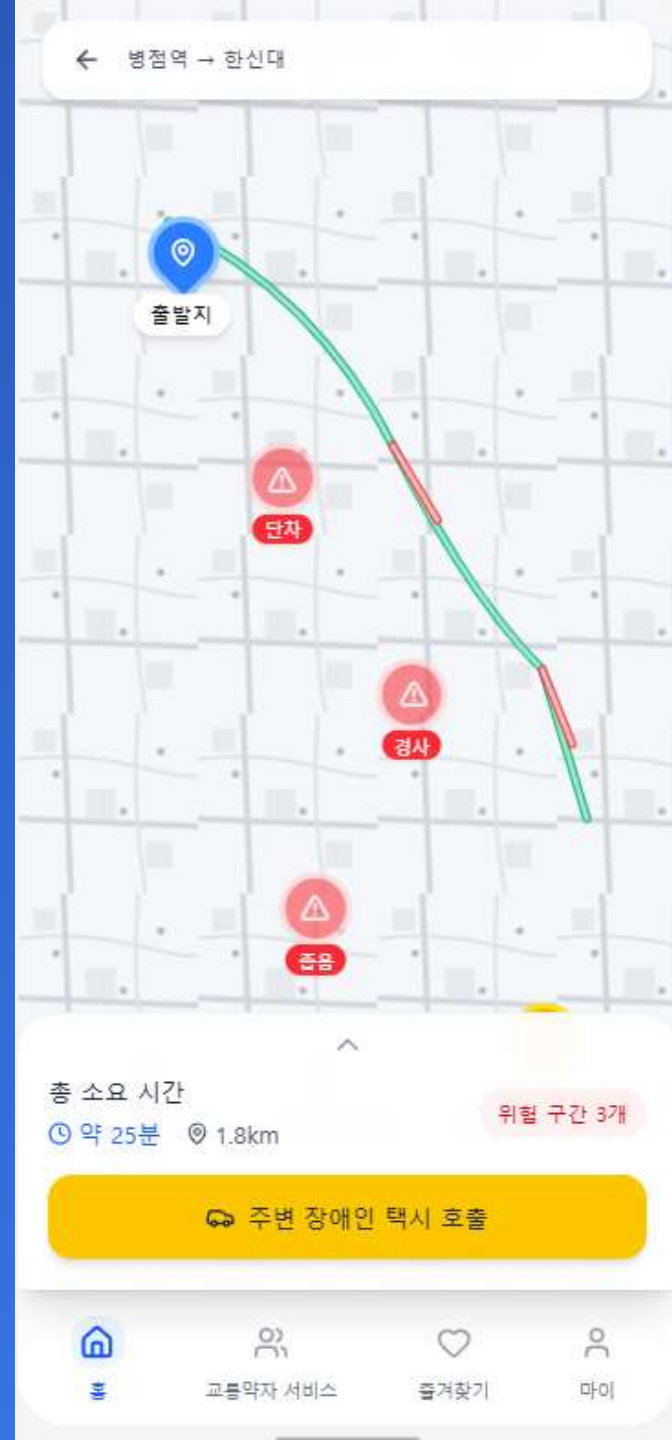 병점역 → 한신대
출발지
단차
경사
좁음
총 소요 시간
약 25분 1.8km
위험 구간 3개
주변 장애인 택시 호출
홈
교통약자 서비스
즐겨찾기
마이